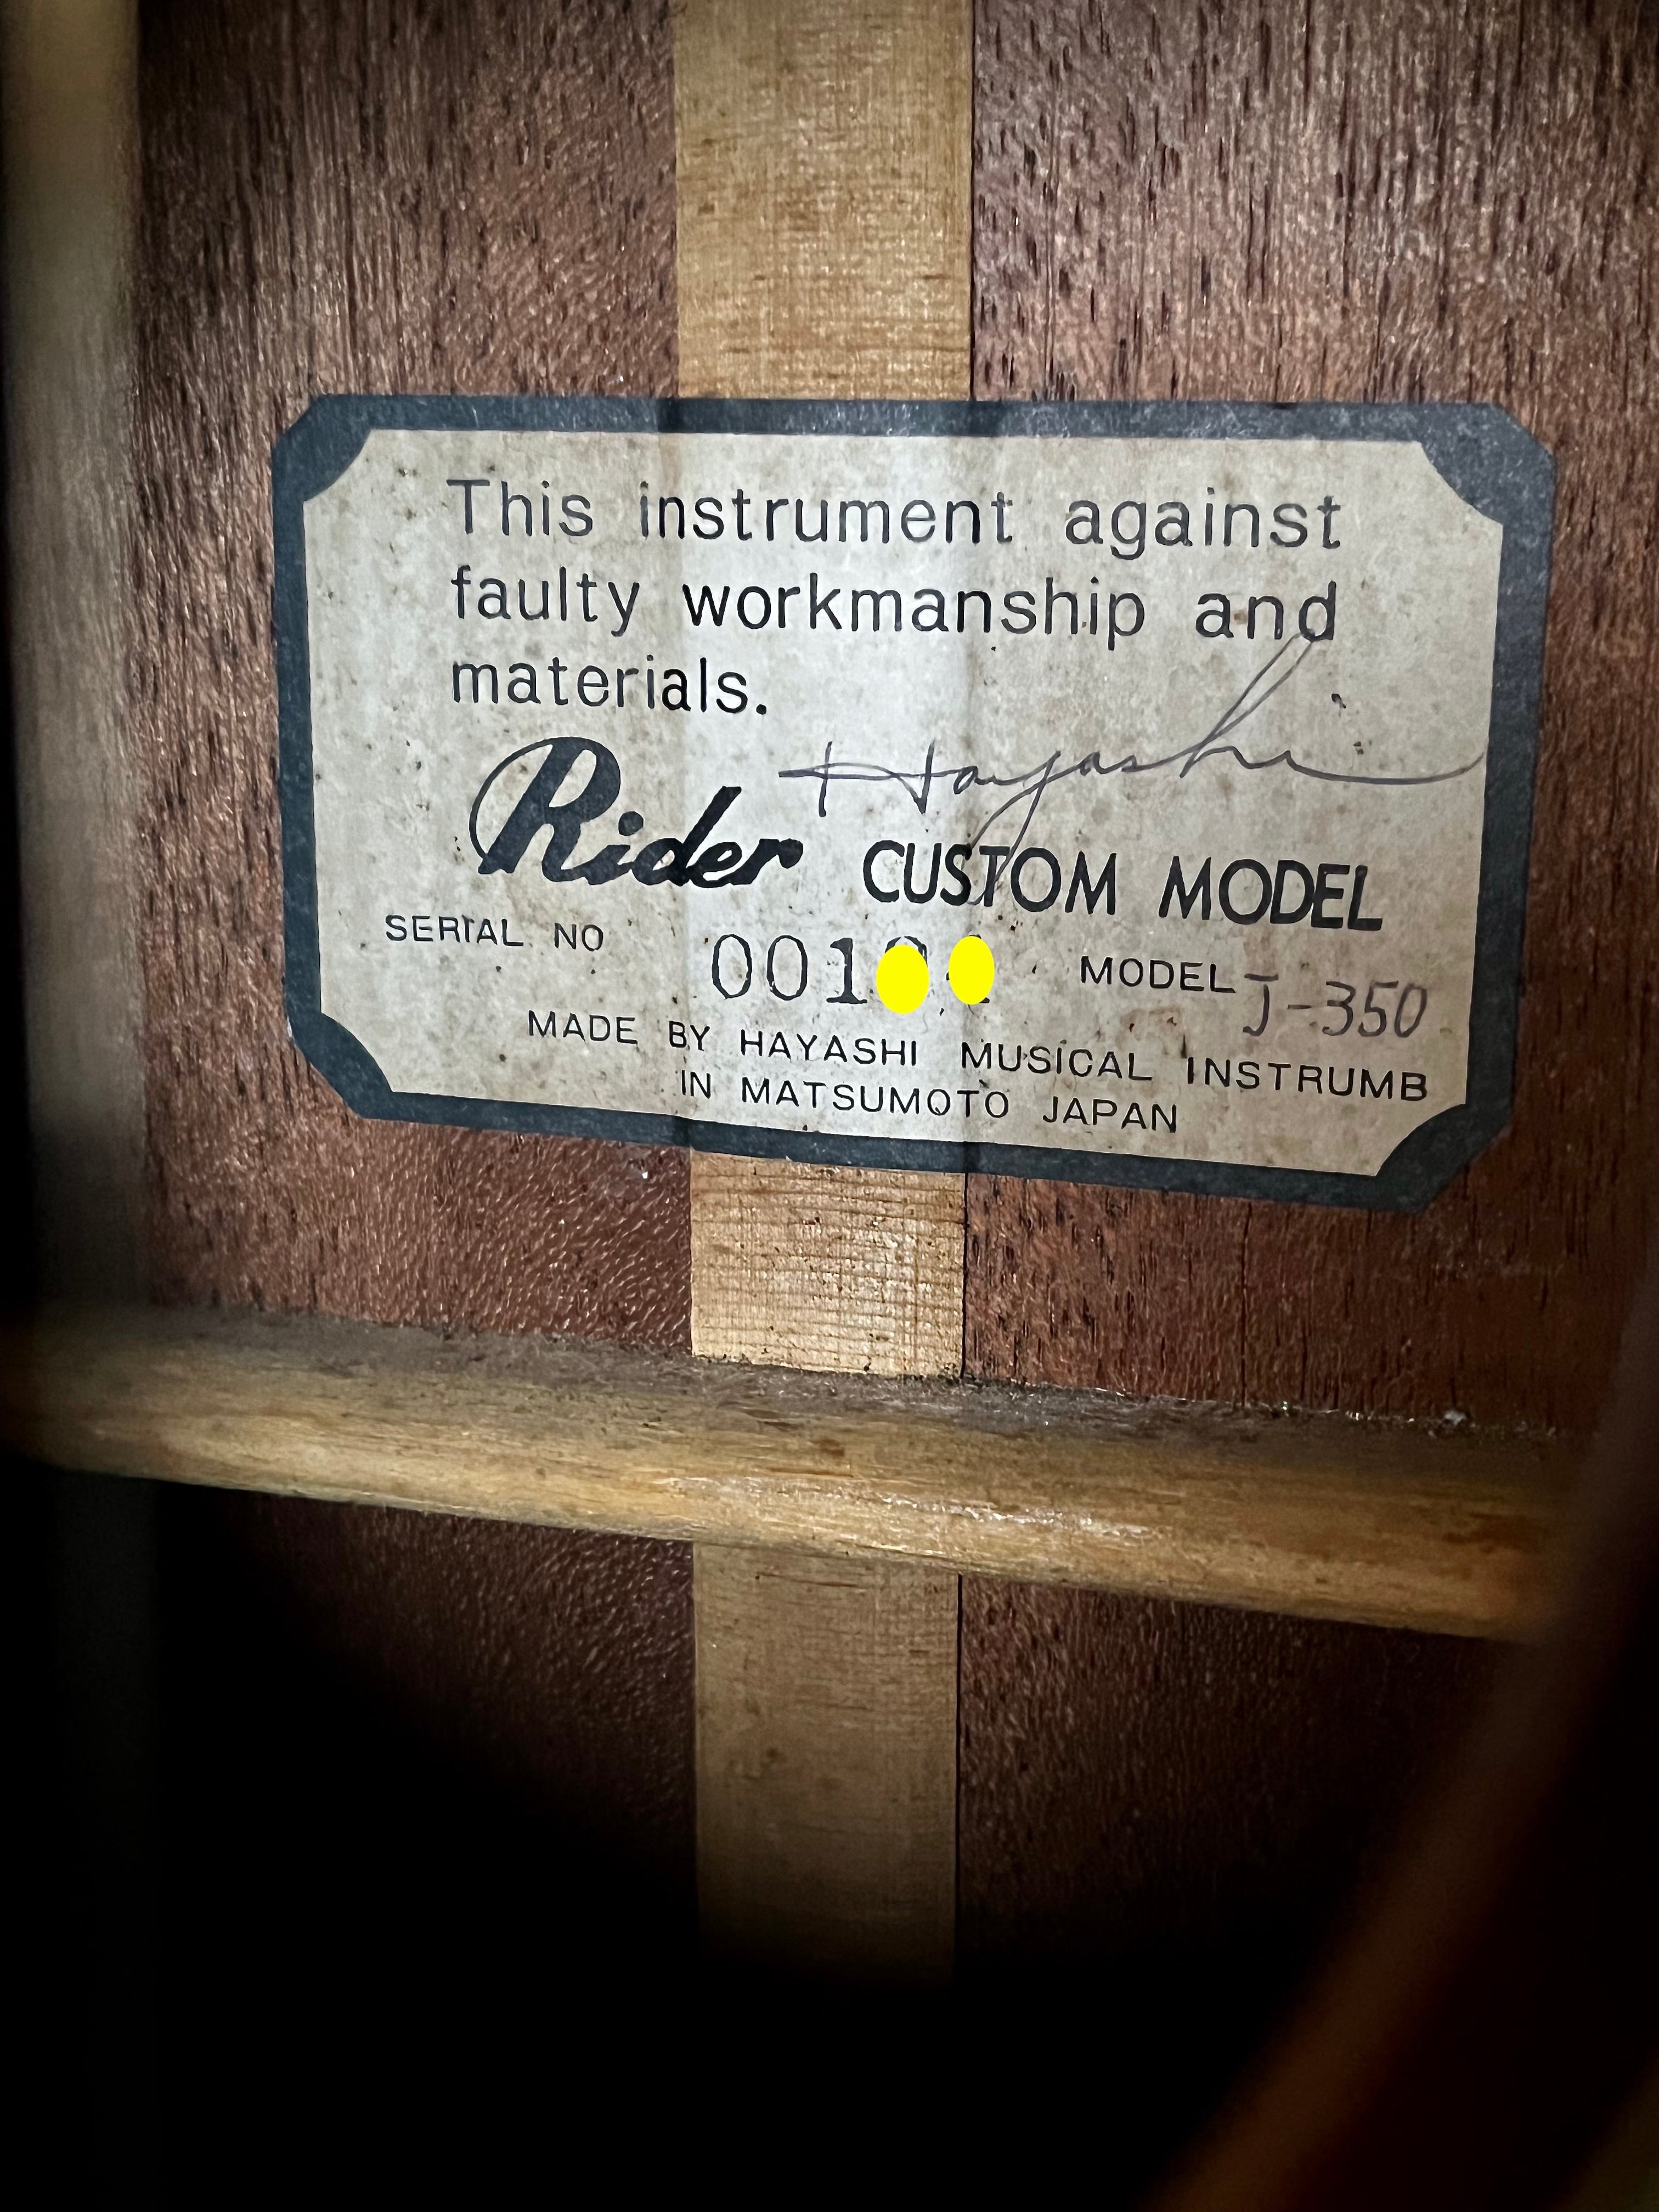 This instrument against
faulty workmanship and
materials.
Hayashi
Rider CUSTOM MODEL
SERIAL NO 001 MODEL J-350
MADE BY HAYASHI MUSICAL INSTRUMB
IN MATSUMOTO JAPAN